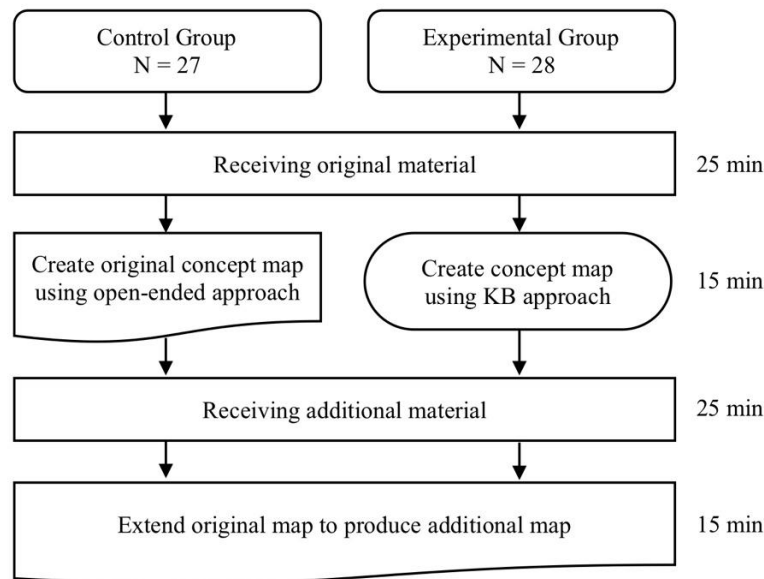 Control Group
N = 27
Experimental Group
N = 28
Receiving original material
25 min
Create original concept map
using open-ended approach
Create concept map
using KB approach
15 min
Receiving additional material
25 min
Extend original map to produce additional map
15 min